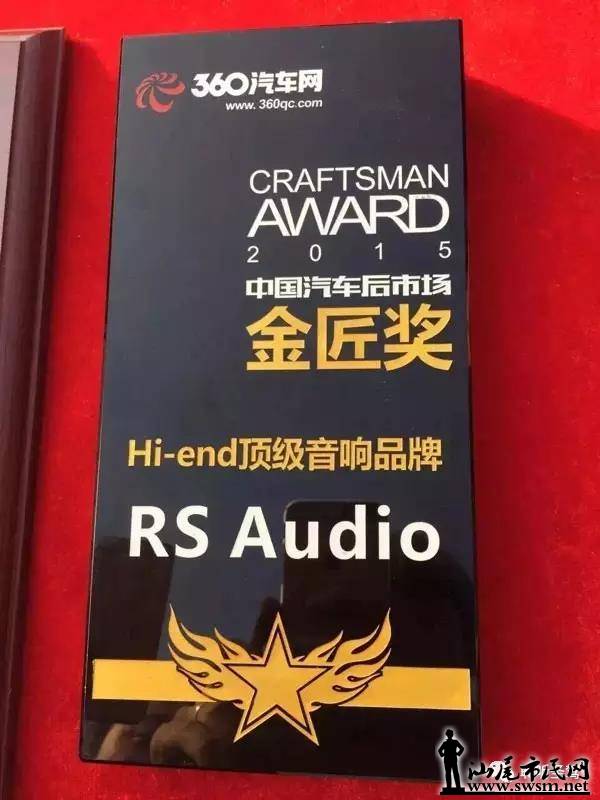 360汽车网
www.360qc.com
CRAFTSMAN
AWARD
2015
中国汽车后市场
金匠奖
Hi-end顶级音响品牌
RS Audio
汕尾市民网
www.swsm.net